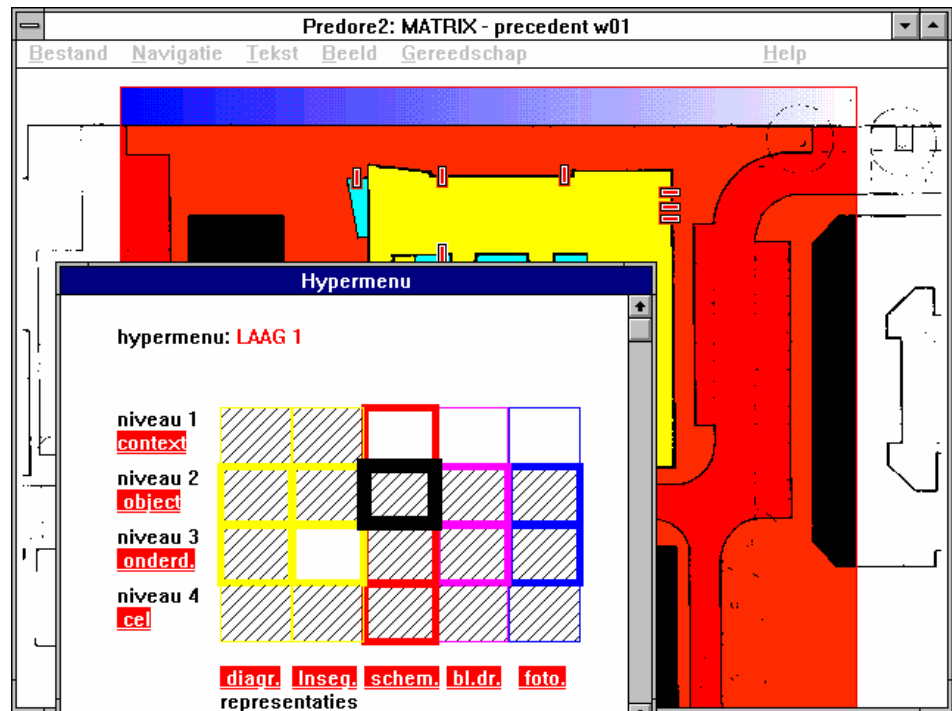 Predore2: MATRIX - precedent w01
Bestand Navigatie Tekst Beeld Gereedschap Help
Hypermenu
hypermenu: LAAG 1
niveau 1
context
niveau 2
object
niveau 3
onderd.
niveau 4
cel
diagr. Inseq. schem. bl.dr. foto.
representaties